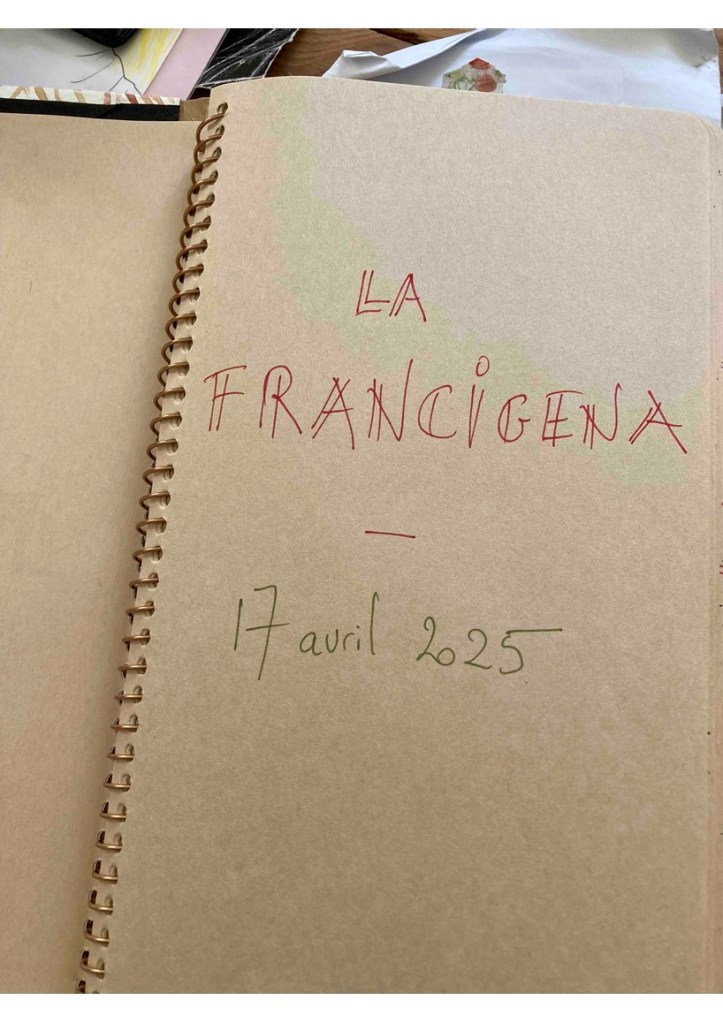 LA
FRANCiGENA
—
17 avril 2025